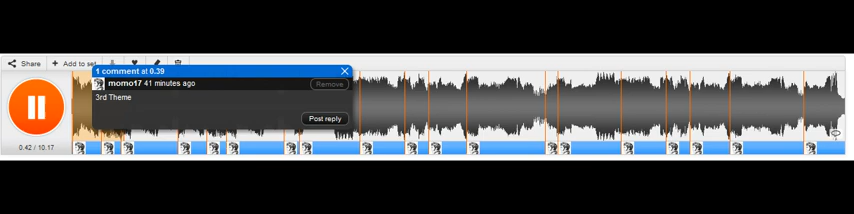 Share
Add to set
1 comment at 0.39
momo17 41 minutes ago
Remove
3rd Theme
Post reply
0.42 / 10.17